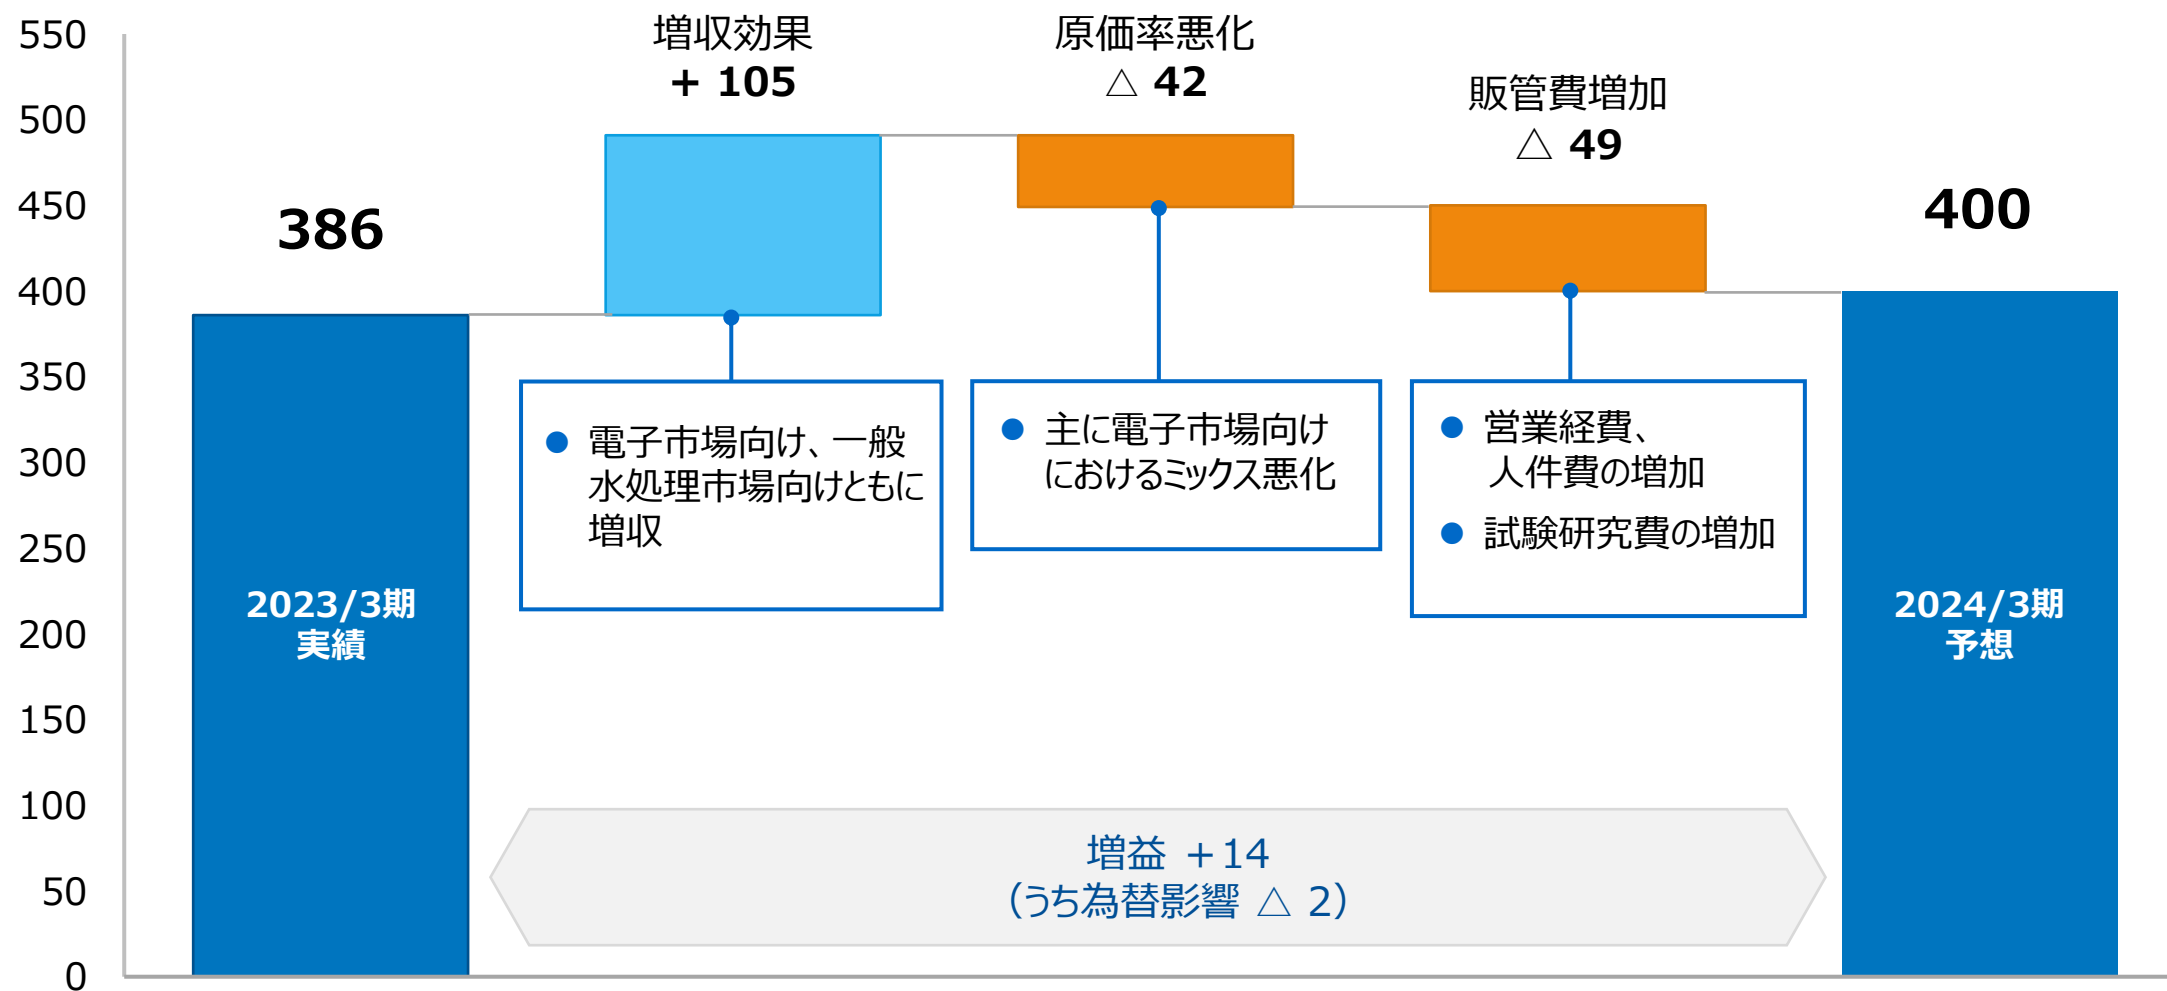 550
500
450
400
350
300
250
200
150
100
50
0
386
2023/3期
実績
増収効果
+ 105
原価率悪化
△ 42
販管費増加
△ 49
400
2024/3期
予想
● 電子市場向け、一般
水処理市場向けともに
増収
● 主に電子市場向け
におけるミックス悪化
● 営業経費、
人件費の増加
● 試験研究費の増加
増益 +14
(うち為替影響 △ 2)